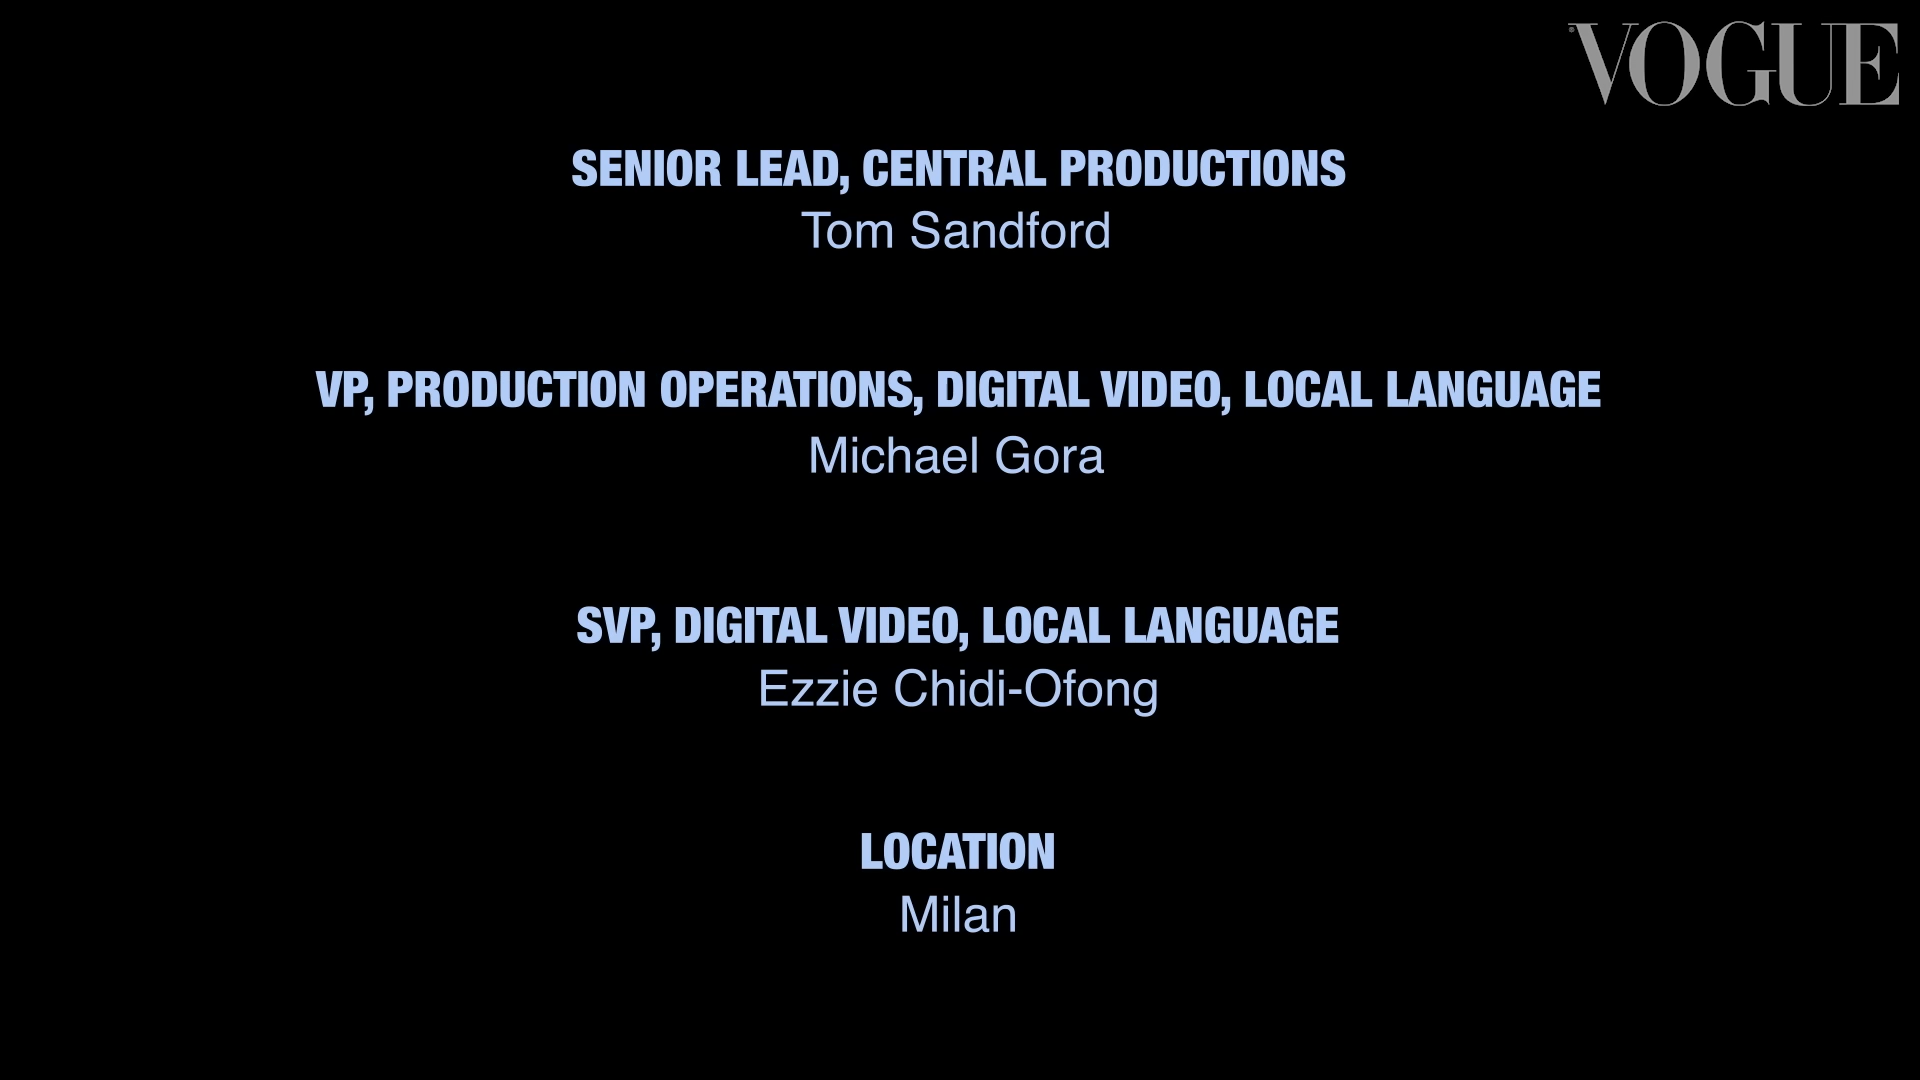 VOGUE
SENIOR LEAD, CENTRAL PRODUCTIONS
Tom Sandford
VP, PRODUCTION OPERATIONS, DIGITAL VIDEO, LOCAL LANGUAGE
Michael Gora
SVP, DIGITAL VIDEO, LOCAL LANGUAGE
Ezzie Chidi-Ofong
LOCATION
Milan